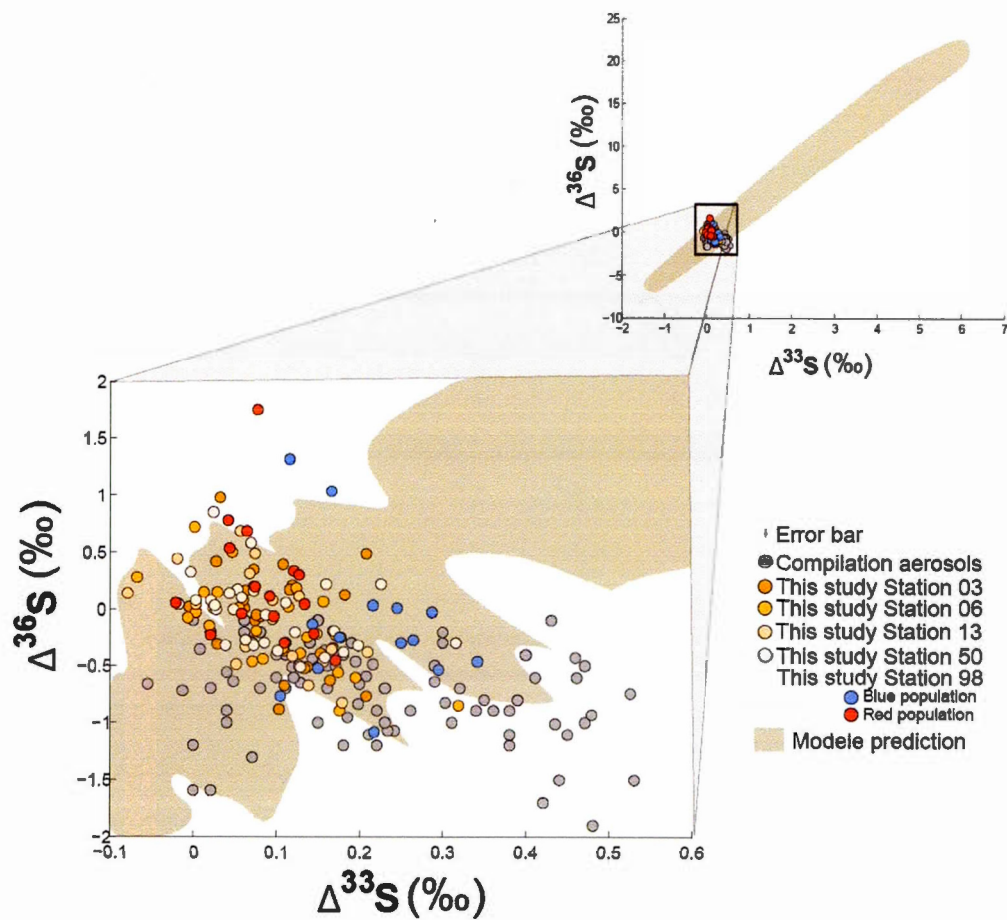 25
20
15
10
5
0
-5
-10
-2
-1
0
1
2
3
4
5
6
7
Δ36S (‰)
Δ33S (‰)
2
1.5
1
0.5
0
-0.5
-1
-1.5
-2
-0.1
0
0.1
0.2
0.3
0.4
0.5
0.6
Δ36S (‰)
Δ33S (‰)
Error bar
Compilation aerosols
This study Station 03
This study Station 06
This study Station 13
This study Station 50
This study Station 98
Blue population
Red population
Modele prediction